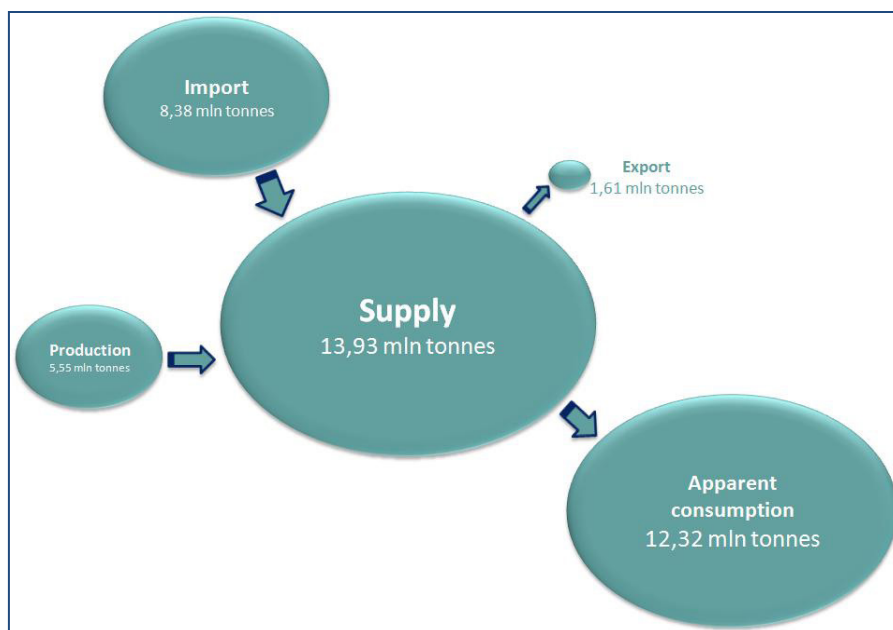 Import
8,38 mln tonnes
Export
1,61 mln tonnes
Supply
13,93 mln tonnes
Production
5,55 mln tonnes
Apparent
consumption
12,32 mln tonnes